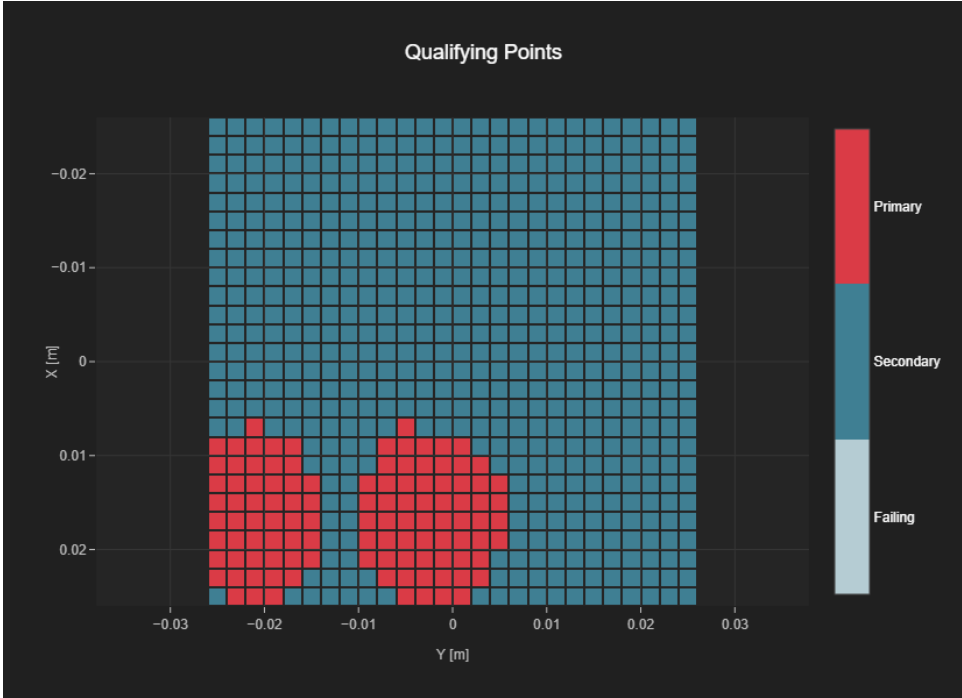 Qualifying Points
−0.02
−0.01
0
0.01
0.02
X [m]
−0.03
−0.02
−0.01
0
0.01
0.02
0.03
Y [m]
Primary
Secondary
Failing